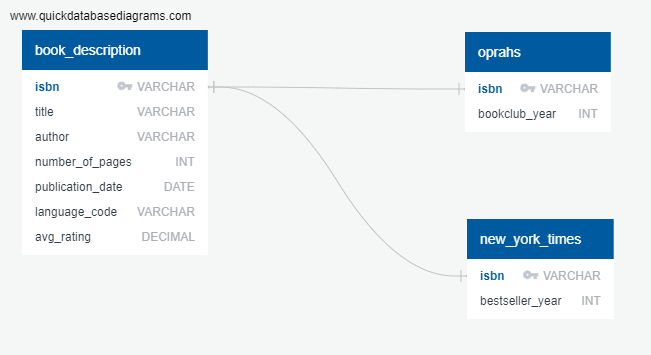 www.quickdatabasediagrams.com
book_description
isbn VARCHAR
title VARCHAR
author VARCHAR
number_of_pages INT
publication_date DATE
language_code VARCHAR
avg_rating DECIMAL
oprahs
isbn VARCHAR
bookclub_year INT
new_york_times
isbn VARCHAR
bestseller_year INT